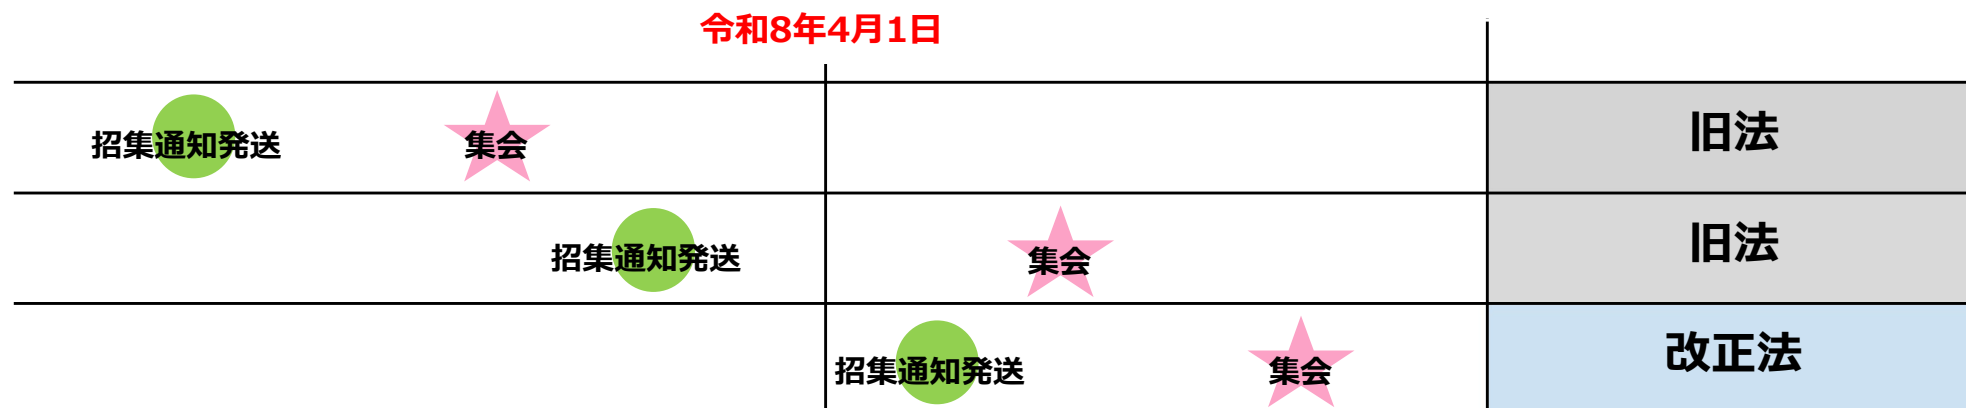 令和8年4月1日
招集通知発送
集会
旧法
招集通知発送
集会
旧法
招集通知発送
集会
改正法